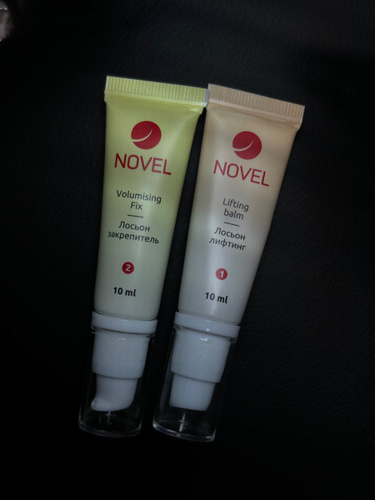 NOVEL
Volumising
Fix
Лосьон
закрепитель
2
10 ml
NOVEL
Lifting
balm
Лосьон
лифтинг
1
10 ml